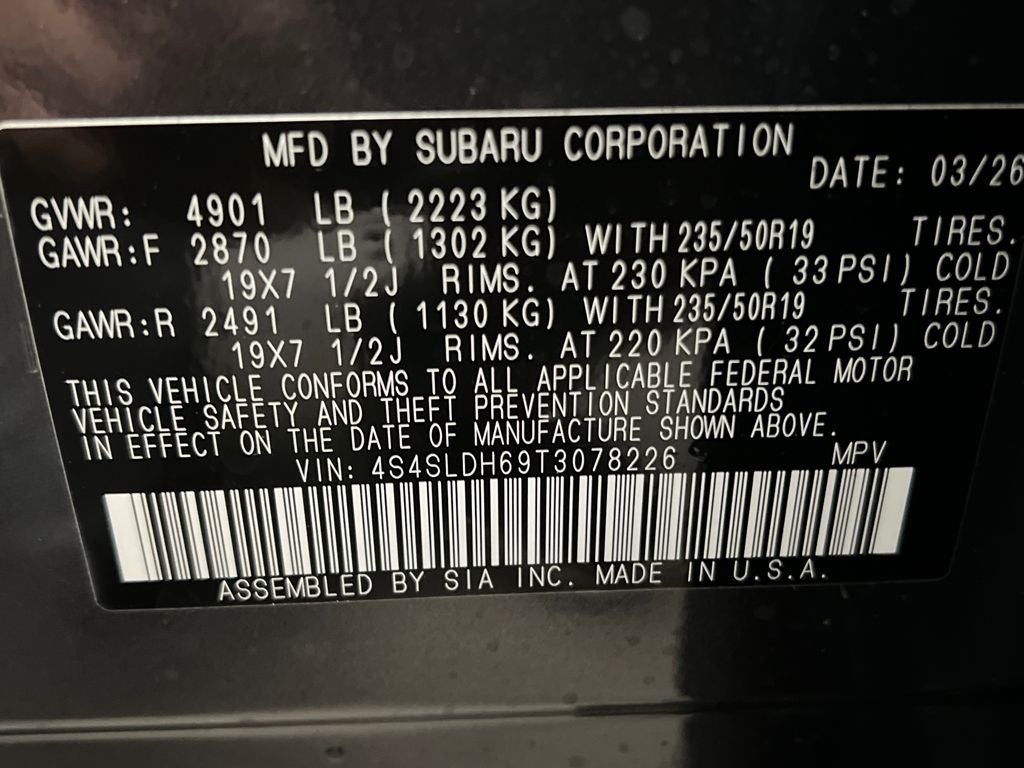 MFD BY SUBARU CORPORATION
DATE: 03/26
GVWR: 4901 LB ( 2223 KG)
GAWR:F 2870 LB ( 1302 KG) WITH 235/50R19 TIRES.
19X7 1/2J RIMS. AT 230 KPA ( 33 PSI) COLD
GAWR:R 2491 LB ( 1130 KG) WITH 235/50R19 TIRES.
19X7 1/2J RIMS. AT 220 KPA ( 32 PSI) COLD
THIS VEHICLE CONFORMS TO ALL APPLICABLE FEDERAL MOTOR
VEHICLE SAFETY AND THEFT PREVENTION STANDARDS
IN EFFECT ON THE DATE OF MANUFACTURE SHOWN ABOVE.
VIN: 4S4SLDH69T3078226 MPV
ASSEMBLED BY SIA INC. MADE IN U.S.A.